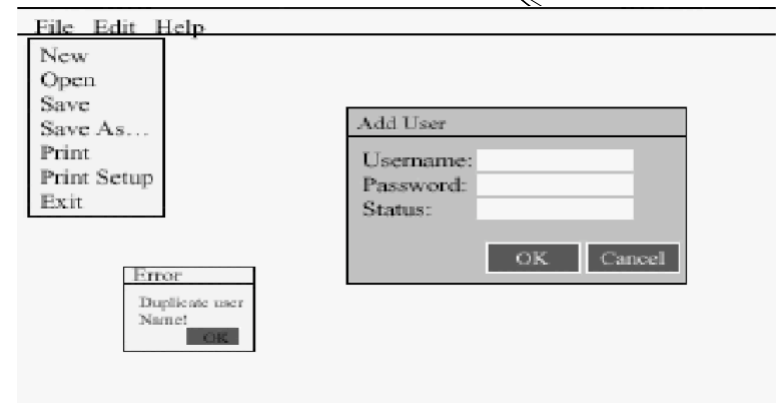 File Edit Help
New
Open
Save
Save As...
Print
Print Setup
Exit
Add User
Username:
Password:
Status:
OK Cancel
Error
Duplicate user
Name!
OK